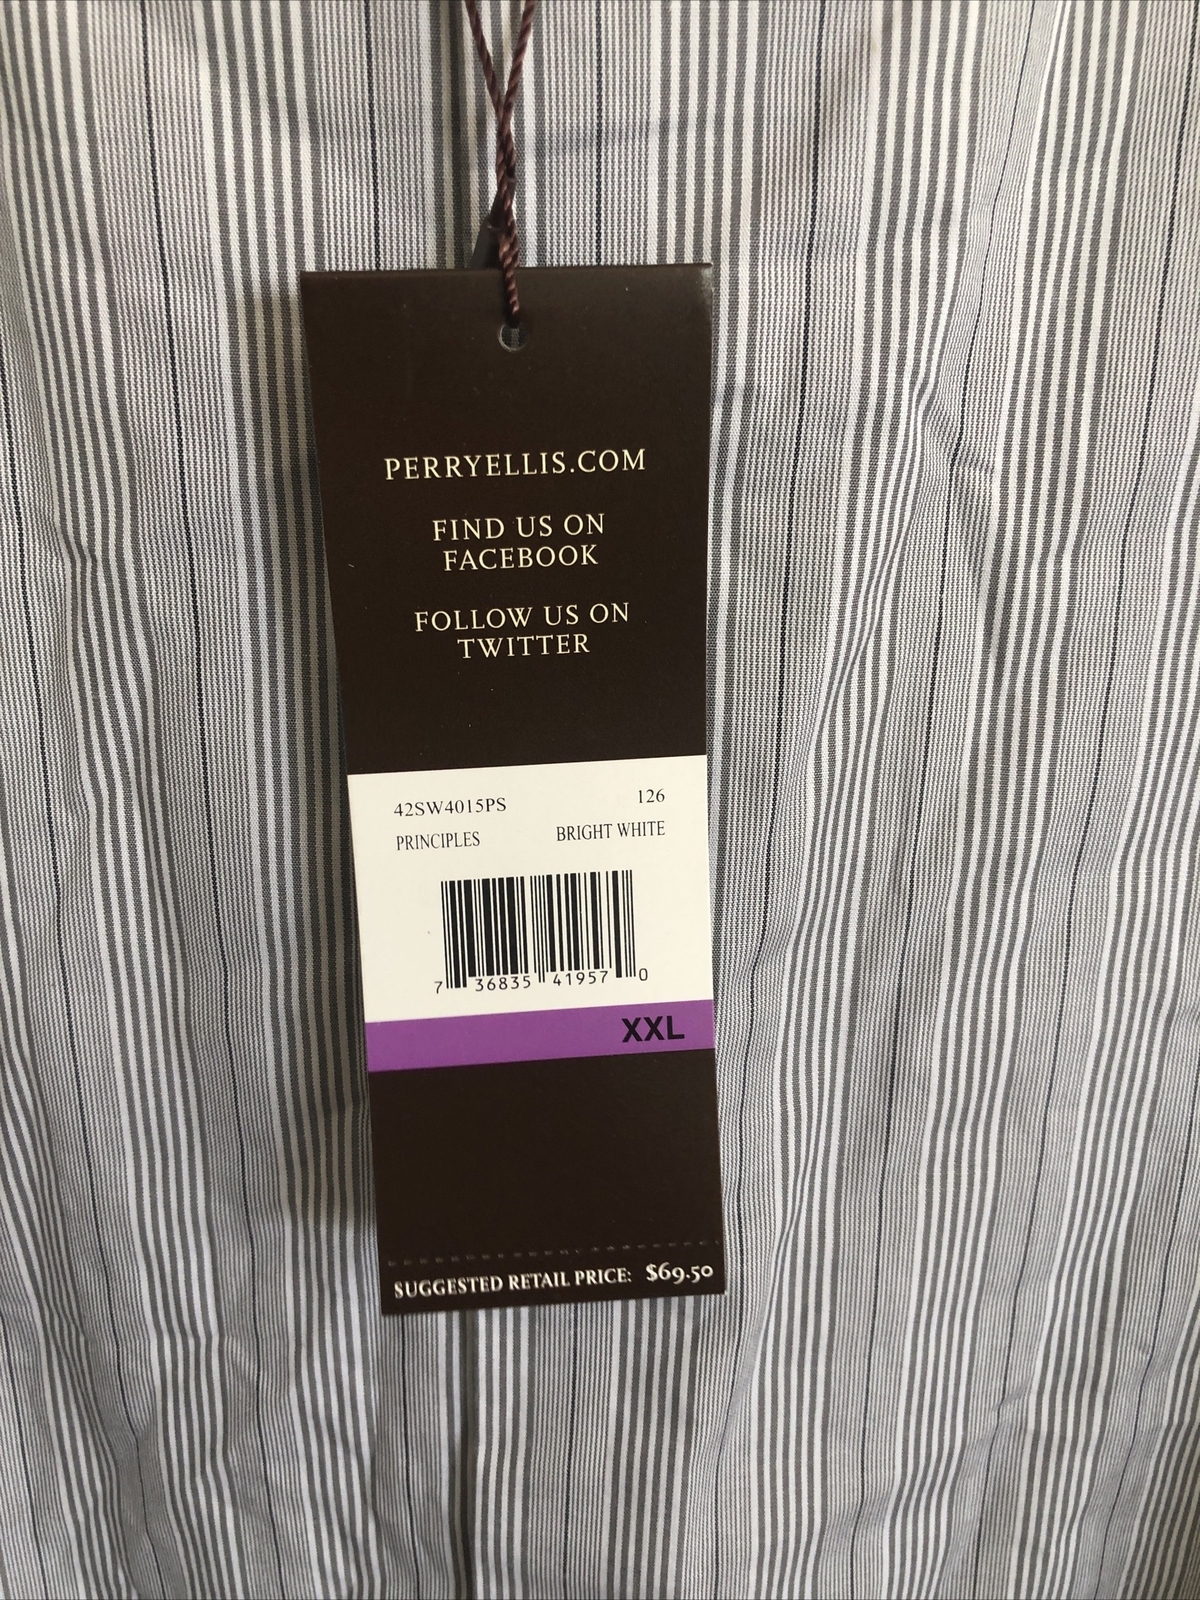 PERRYELLIS.COM
FIND US ON
FACEBOOK
FOLLOW US ON
TWITTER
42SW4015PS 126
PRINCIPLES BRIGHT WHITE
7 36835 41957 0
XXL
SUGGESTED RETAIL PRICE: $69.50